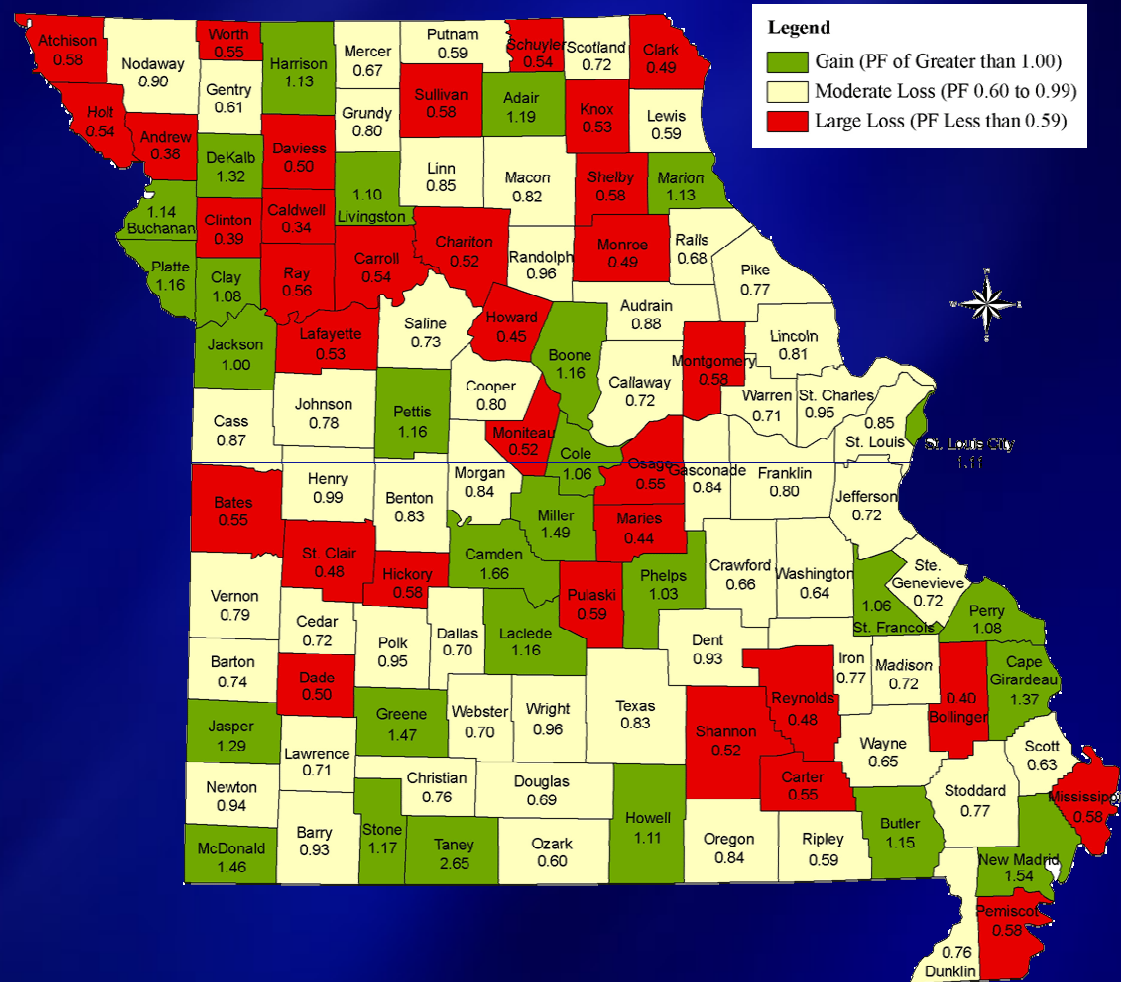 Legend
Gain (PF of Greater than 1.00)
Moderate Loss (PF 0.60 to 0.99)
Large Loss (PF Less than 0.59)
Atchison
0.58
Nodaway
0.90
Worth
0.55
Harrison
1.13
Mercer
0.67
Putnam
0.59
Schuyler
0.54
Scotland
0.72
Clark
0.49
Holt
0.54
Andrew
0.38
Gentry
0.61
DeKalb
1.32
Daviess
0.50
Grundy
0.80
Sullivan
0.58
Adair
1.19
Knox
0.53
Lewis
0.59
1.14
Buchanan
Clinton
0.39
Caldwell
0.34
1.10
Livingston
Linn
0.85
Macon
0.82
Shelby
0.58
Marion
1.13
Platte
1.16
Clay
1.08
Ray
0.56
Carroll
0.54
Chariton
0.52
Randolph
0.96
Monroe
0.49
Ralls
0.68
Pike
0.77
Jackson
1.00
Lafayette
0.53
Saline
0.73
Howard
0.45
Boone
1.16
Audrain
0.88
Callaway
0.72
Montgomery
0.58
Lincoln
0.81
Warren
0.71
St. Charles
0.95
0.85
St. Louis
St. Louis City
1.11
Cass
0.87
Johnson
0.78
Pettis
1.16
Cooper
0.80
Moniteau
0.52
Cole
1.06
Osage
0.55
Gasconade
0.84
Franklin
0.80
Jefferson
0.72
Bates
0.55
Henry
0.99
Benton
0.83
Morgan
0.84
Miller
1.49
Maries
0.44
St. Clair
0.48
Hickory
0.58
Camden
1.66
Pulaski
0.59
Phelps
1.03
Crawford
0.66
Washington
0.64
1.06
St. Francois
Ste.
Genevieve
0.72
Perry
1.08
Vernon
0.79
Cedar
0.72
Polk
0.95
Dallas
0.70
Laclede
1.16
Dent
0.93
Iron
0.77
Madison
0.72
0.40
Bollinger
Cape
Girardeau
1.37
Barton
0.74
Dade
0.50
Greene
1.47
Webster
0.70
Wright
0.96
Texas
0.83
Shannon
0.52
Reynolds
0.48
Wayne
0.65
Scott
0.63
Jasper
1.29
Lawrence
0.71
Christian
0.76
Douglas
0.69
Howell
1.11
Carter
0.55
Butler
1.15
Stoddard
0.77
Mississippi
0.58
Newton
0.94
McDonald
1.46
Barry
0.93
Stone
1.17
Taney
2.65
Ozark
0.60
Oregon
0.84
Ripley
0.59
New Madrid
1.54
Pemiscot
0.58
0.76
Dunklin